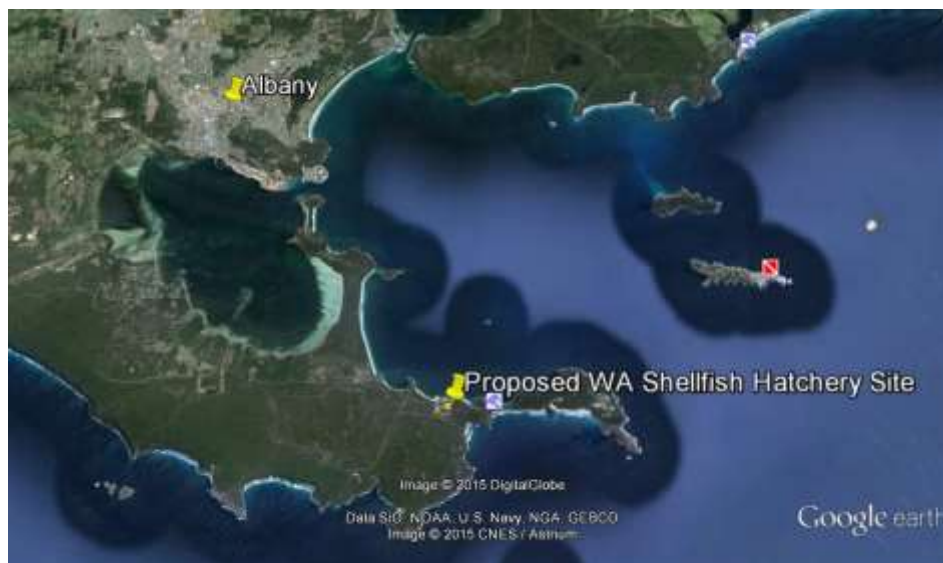 Albany
Proposed WA Shellfish Hatchery Site
Image © 2015 DigitalGlobe
Data SIO, NOAA, U.S. Navy, NGA, GEBCO
Image © 2015 CNES / Astrium
Google earth